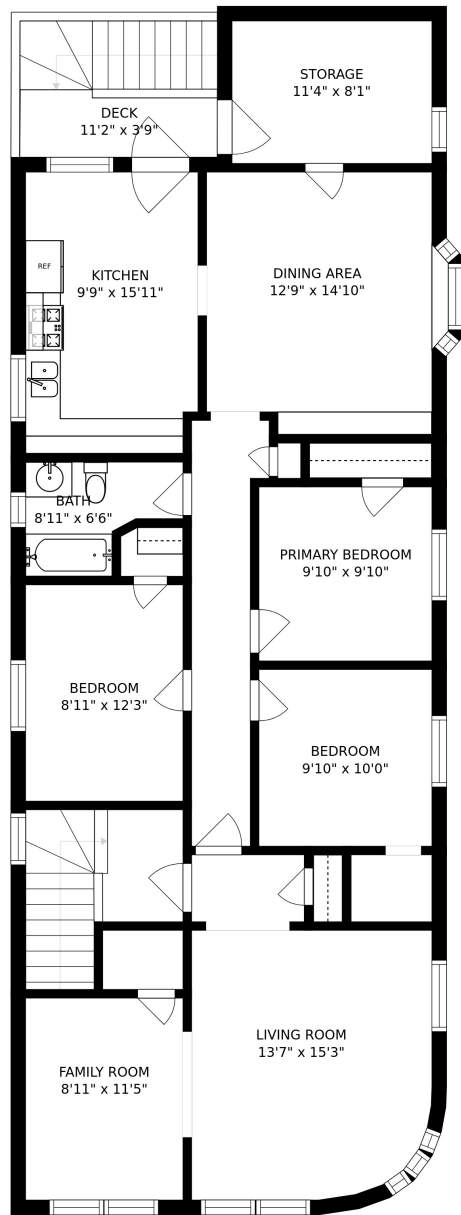 STORAGE
11'4" x 8'1"
DECK
11'2" x 3'9"
REF
KITCHEN
9'9" x 15'11"
DINING AREA
12'9" x 14'10"
BATH
8'11" x 6'6"
PRIMARY BEDROOM
9'10" x 9'10"
BEDROOM
8'11" x 12'3"
BEDROOM
9'10" x 10'0"
LIVING ROOM
13'7" x 15'3"
FAMILY ROOM
8'11" x 11'5"